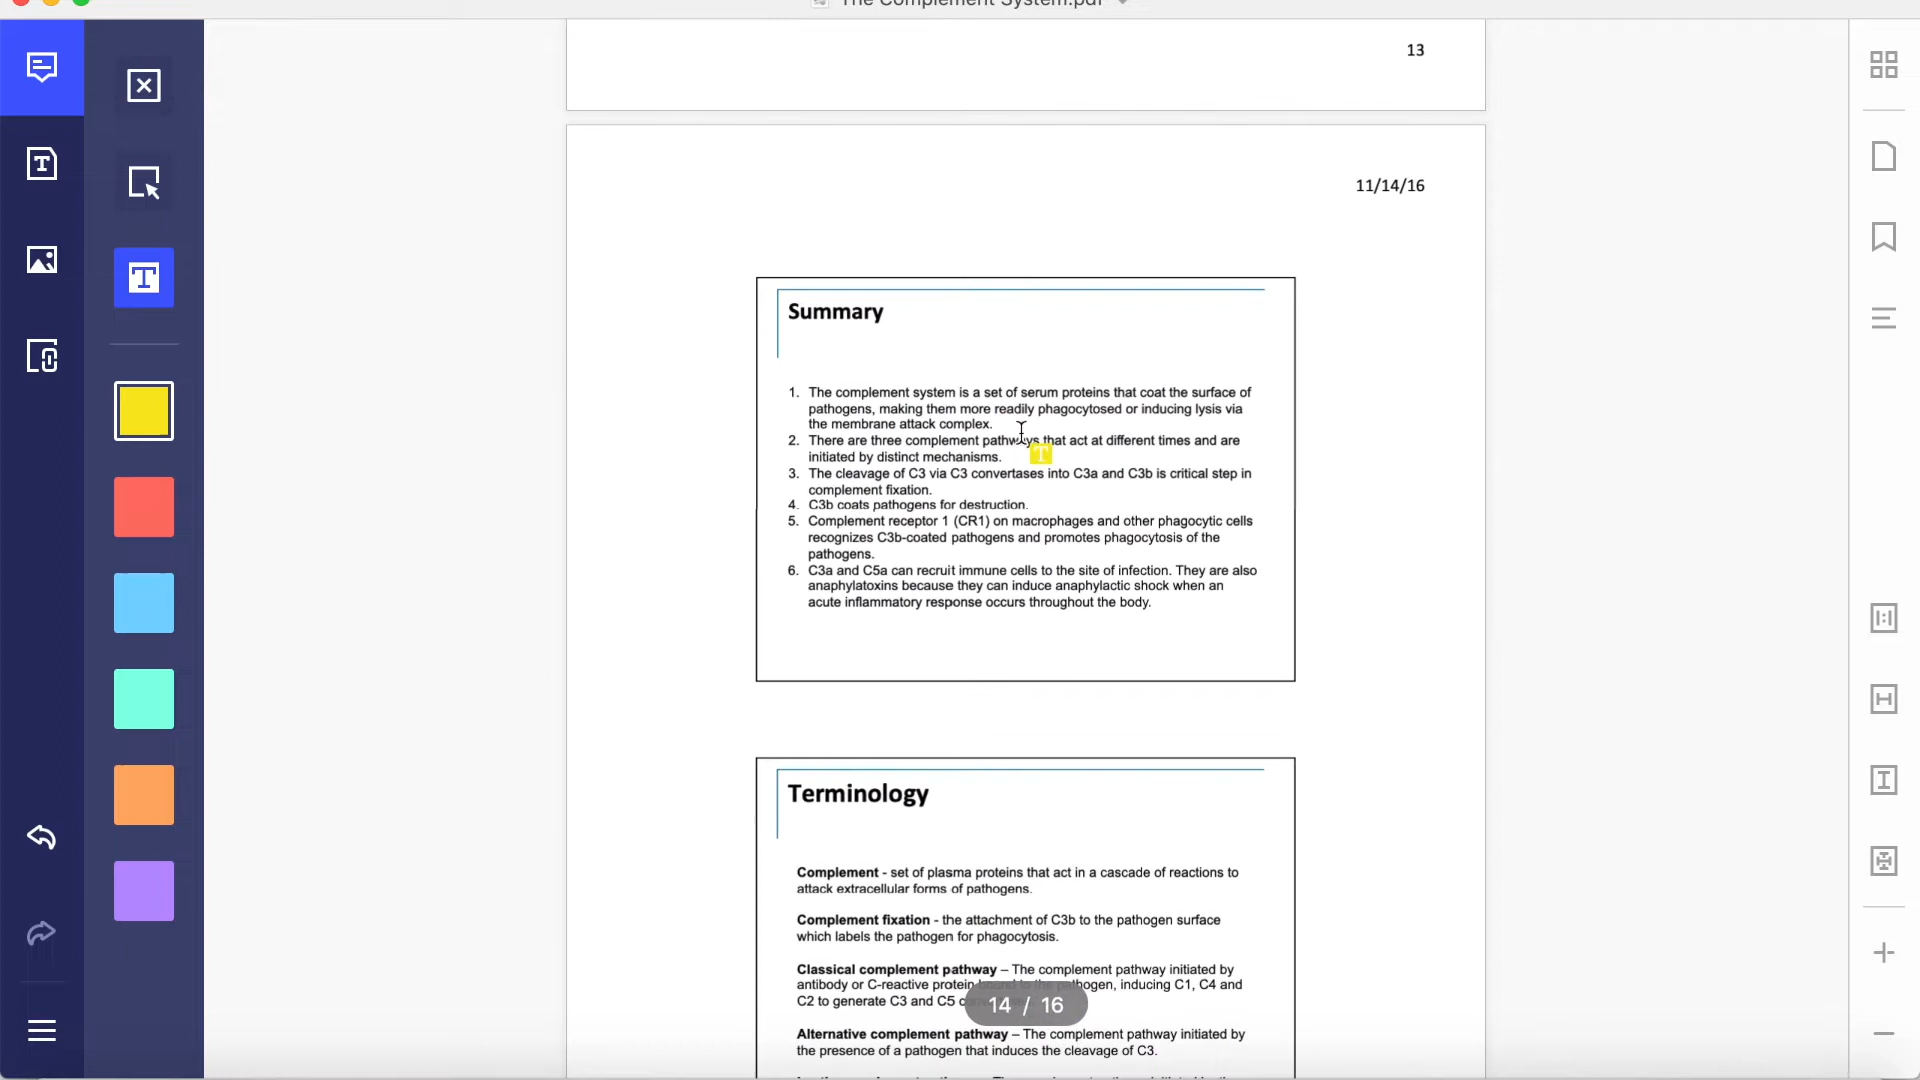 The Complement System.pdf
13
11/14/16
Summary
1. The complement system is a set of serum proteins that coat the surface of
pathogens, making them more readily phagocytosed or inducing lysis via
the membrane attack complex.
2. There are three complement pathways that act at different times and are
initiated by distinct mechanisms.
3. The cleavage of C3 via C3 convertases into C3a and C3b is critical step in
complement fixation.
4. C3b coats pathogens for destruction.
5. Complement receptor 1 (CR1) on macrophages and other phagocytic cells
recognizes C3b-coated pathogens and promotes phagocytosis of the
pathogens.
6. C3a and C5a can recruit immune cells to the site of infection. They are also
anaphylatoxins because they can induce anaphylactic shock when an
acute inflammatory response occurs throughout the body.
Terminology
Complement - set of plasma proteins that act in a cascade of reactions to
attack extracellular forms of pathogens.
Complement fixation - the attachment of C3b to the pathogen surface
which labels the pathogen for phagocytosis.
Classical complement pathway – The complement pathway initiated by
antibody or C-reactive protein bound to the pathogen, inducing C1, C4 and
C2 to generate C3 and C5
14 / 16
Alternative complement pathway – The complement pathway initiated by
the presence of a pathogen that induces the cleavage of C3.